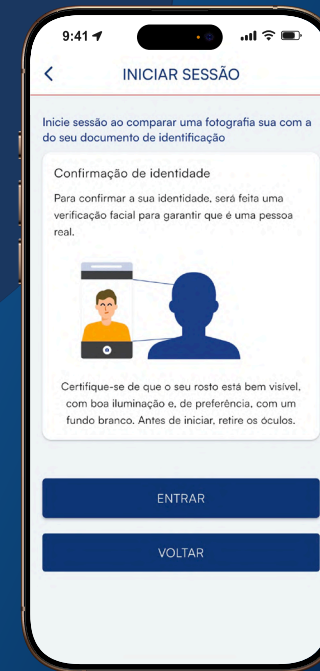 9:41
INICIAR SESSÃO
Inicie sessão ao comparar uma fotografia sua com a
do seu documento de identificação
Confirmação de identidade
Para confirmar a sua identidade, será feita uma
verificação facial para garantir que é uma pessoa
real.
Certifique-se de que o seu rosto está bem visível,
com boa iluminação e, de preferência, com um
fundo branco. Antes de iniciar, retire os óculos.
ENTRAR
VOLTAR